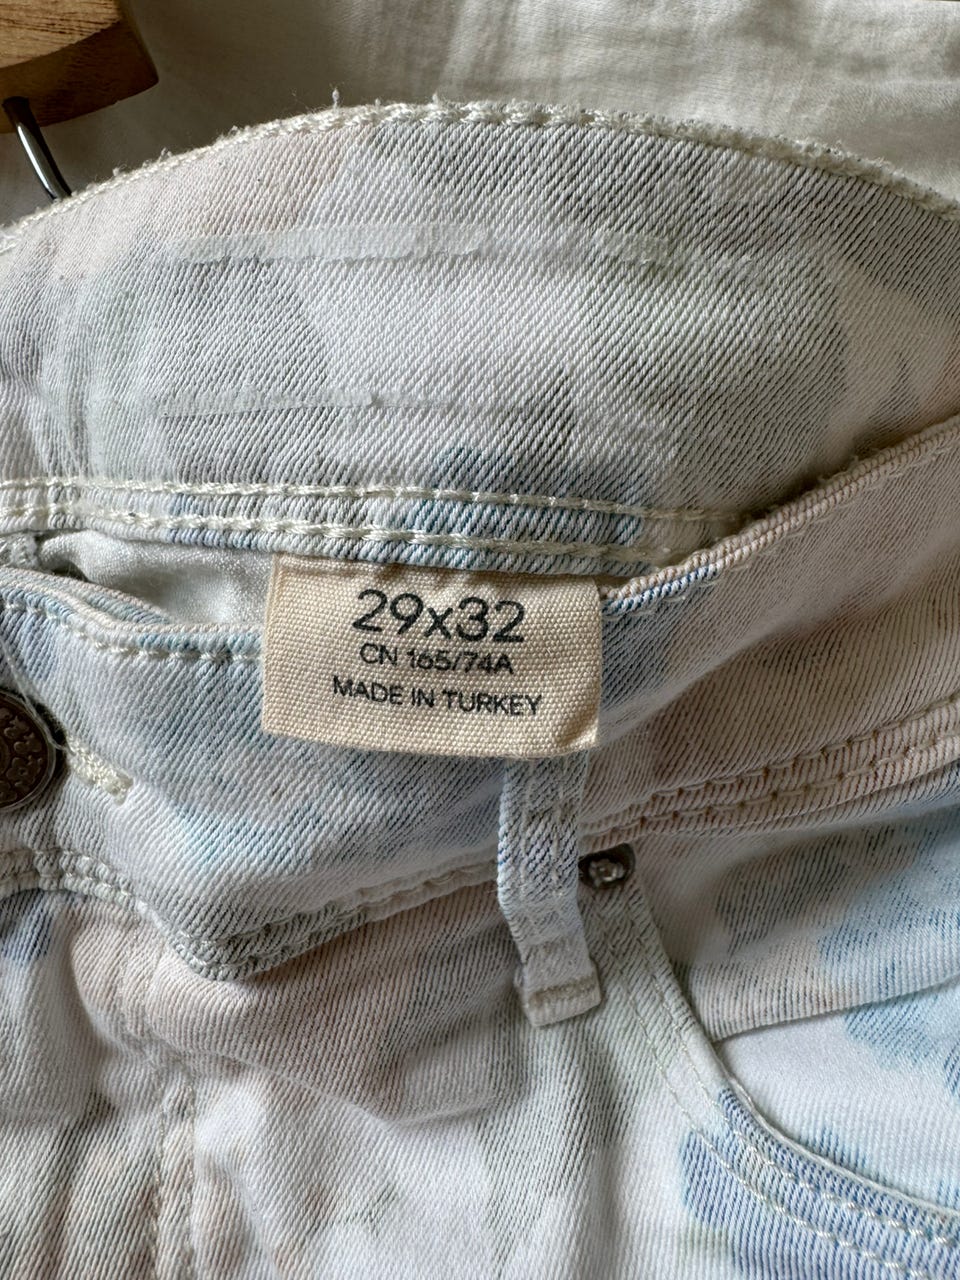 29x32
CN 165/74A
MADE IN TURKEY